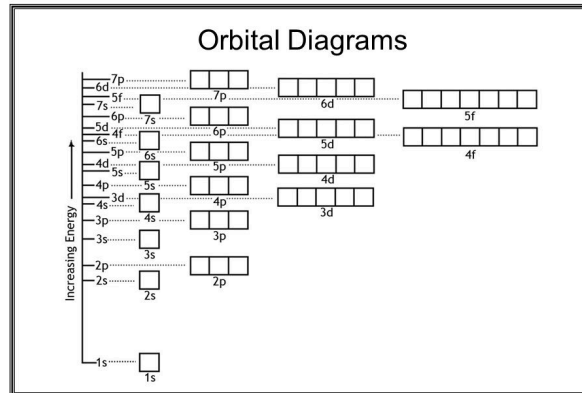 Orbital Diagrams
7p
7p
6d
6d
5f
5f
7s
7s
6p
6p
5d
5d
4f
4f
6s
6s
5p
5p
4d
4d
5s
5s
4p
4p
3d
3d
4s
4s
3p
3p
3s
3s
2p
2p
2s
2s
1s
1s
Increasing Energy